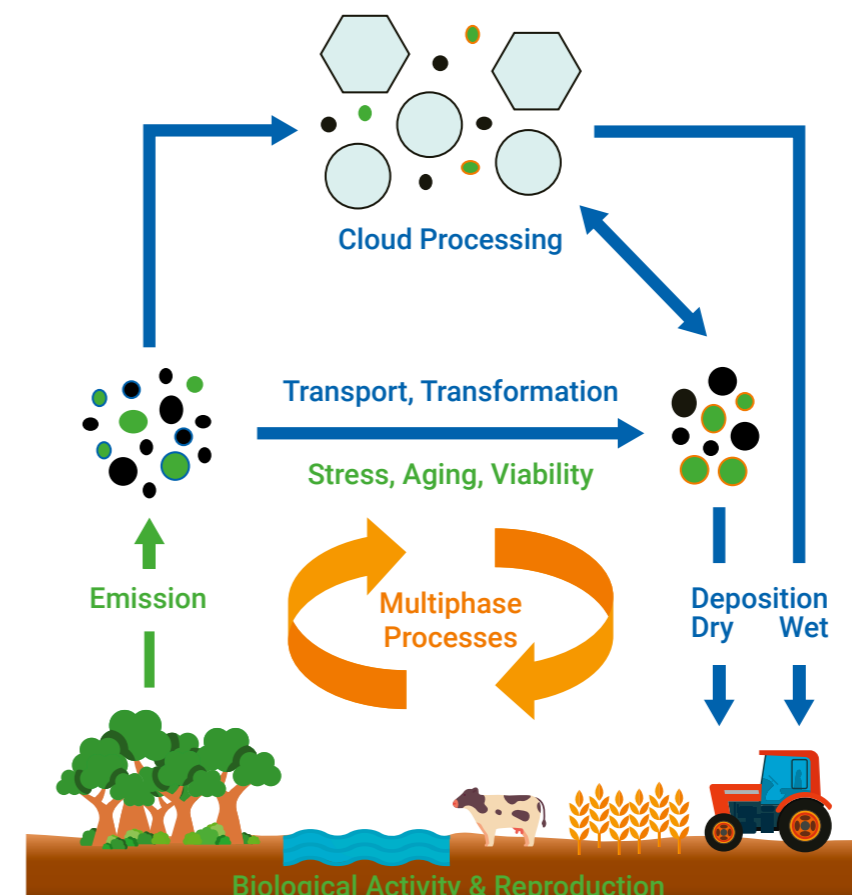 Cloud Processing
Transport, Transformation
Stress, Aging, Viability
Emission
Multiphase
Processes
Deposition
Dry Wet
Biological Activity & Reproduction